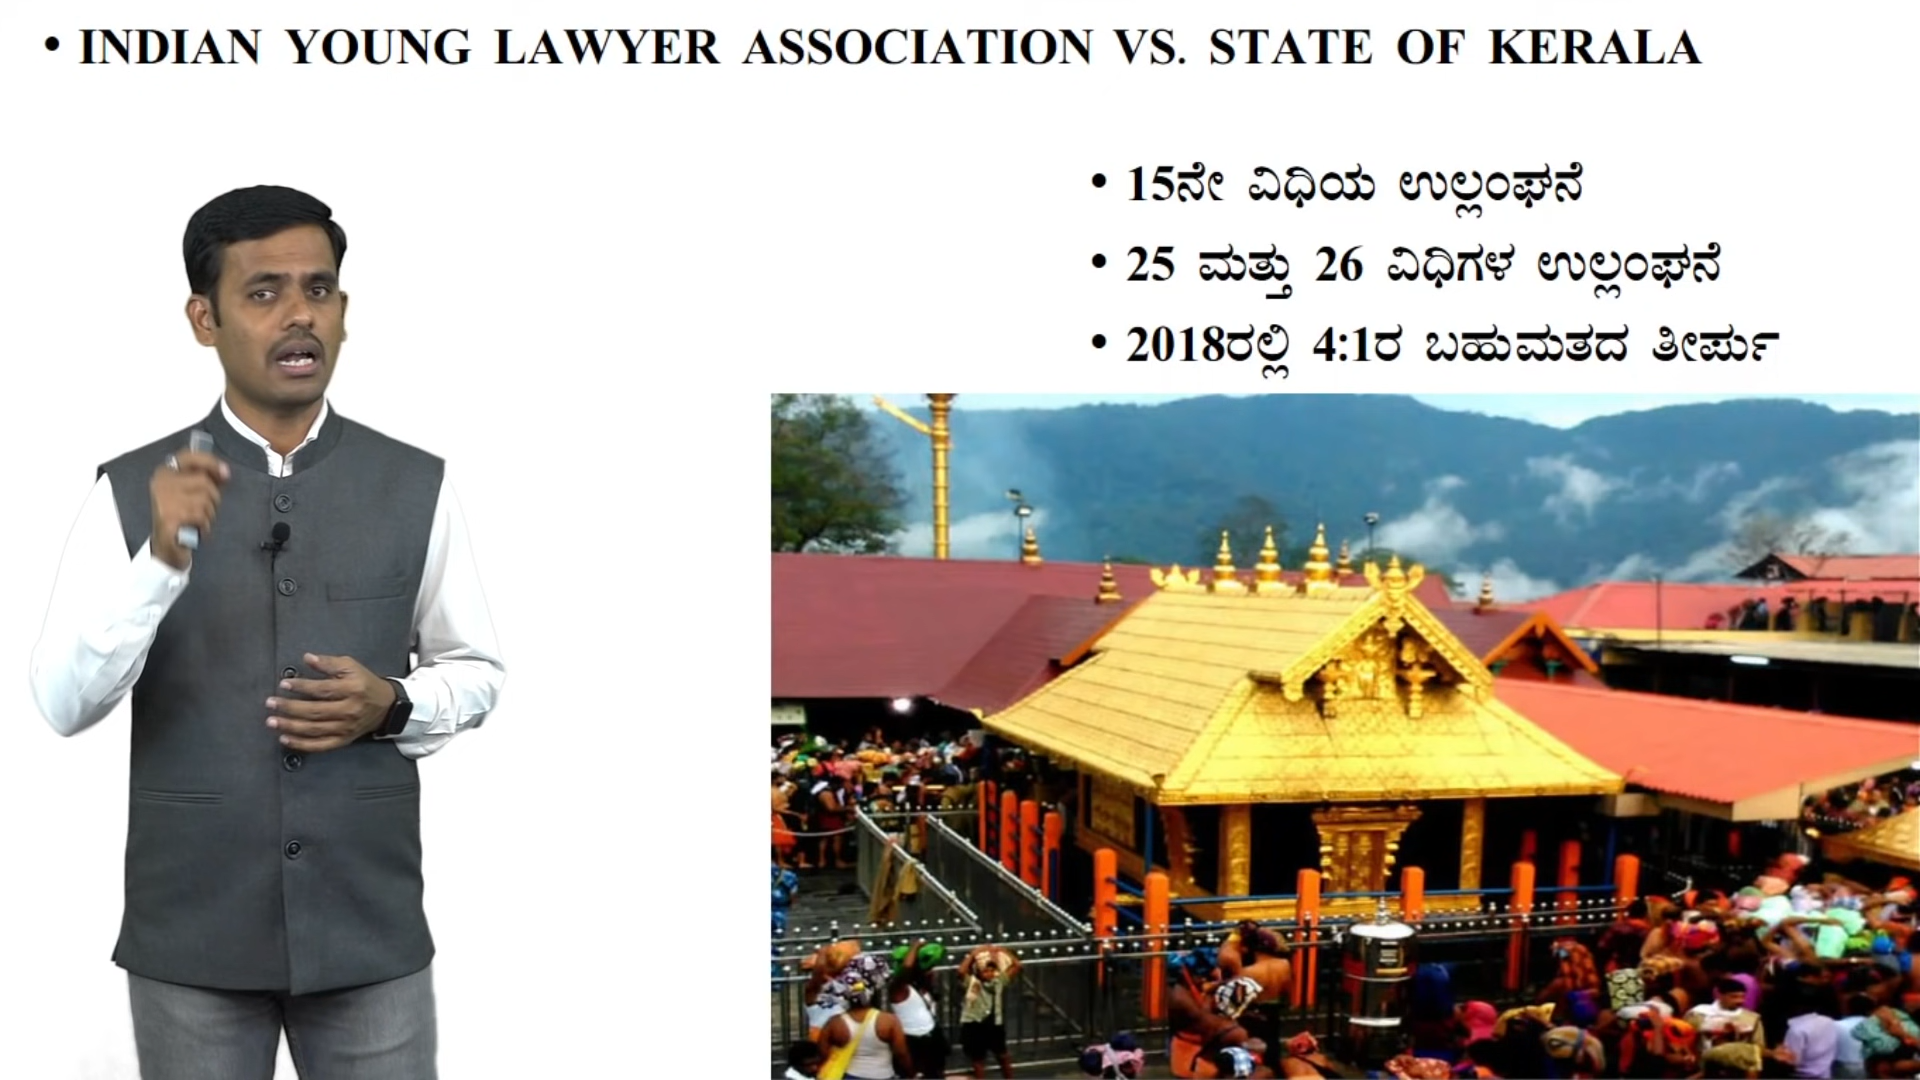 • INDIAN YOUNG LAWYER ASSOCIATION VS. STATE OF KERALA
• 15ನೇ ವಿಧಿಯ ಉಲ್ಲಂಘನೆ
• 25 ಮತ್ತು 26 ವಿಧಿಗಳ ಉಲ್ಲಂಘನೆ
• 2018ರಲ್ಲಿ 4:1ರ ಬಹುಮತದ ತೀರ್ಪು